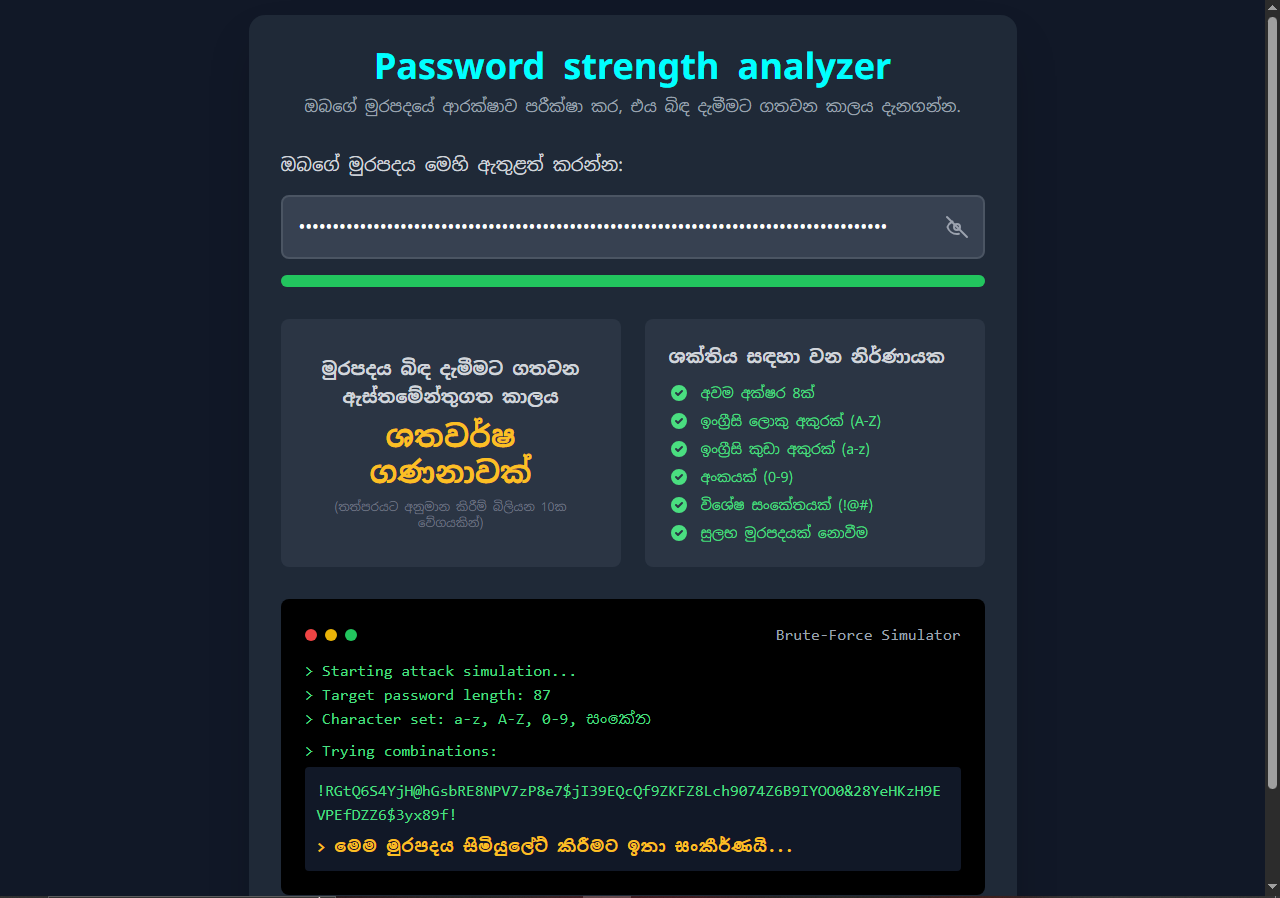 Password strength analyzer
ඔබගේ මුරපදයේ ආරක්ෂාව පරීක්ෂා කර, එය බිඳ දැමීමට ගතවන කාලය දැනගන්න.
ඔබගේ මුරපදය මෙහි ඇතුළත් කරන්න:
මුරපදය බිඳ දැමීමට ගතවන
ඇස්තමේන්තුගත කාලය
ශතවර්ෂ
ගණනාවක්
(තත්පරයට අනුමාන කිරීම් බිලියන 10ක
වේගයකින්)
ශක්තිය සඳහා වන නිර්ණායක
අවම අක්ෂර 8ක්
ඉංග්‍රීසි ලොකු අකුරක් (A-Z)
ඉංග්‍රීසි කුඩා අකුරක් (a-z)
අංකයක් (0-9)
විශේෂ සංකේතයක් (!@#)
සුලභ මුරපදයක් නොවීම
Brute-Force Simulator
> Starting attack simulation...
> Target password length: 87
> Character set: a-z, A-Z, 0-9, සංකේත
> Trying combinations:
!RGtQ6S4YjH@hGsbRE8NPV7zP8e7$jI39EQcQf9ZKFZ8Lch9074Z6B9IYOO0&28YeHKzH9E
VPEfDZZ6$3yx89f!
> මෙම මුරපදය සිමියුලේට් කිරීමට ඉතා සංකීර්ණයි...